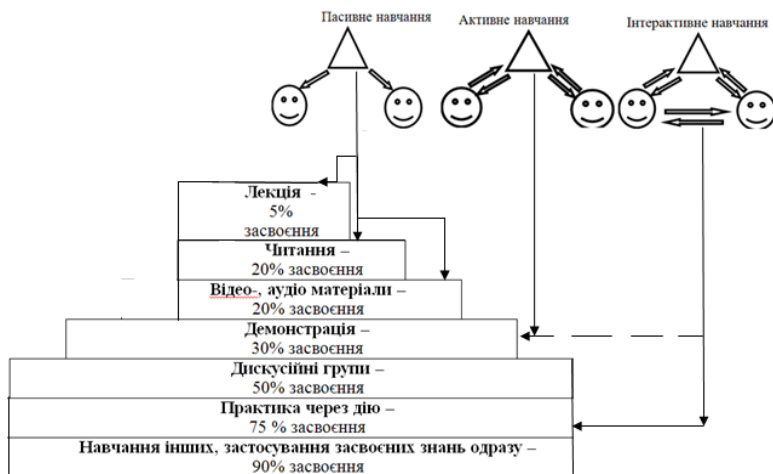 Пасивне навчання
Активне навчання
Інтерактивне навчання
Лекція -
5%
засвоєння
Читання –
20% засвоєння
Відео-, аудіо матеріали –
20% засвоєння
Демонстрація –
30% засвоєння
Дискусійні групи –
50% засвоєння
Практика через дію –
75 % засвоєння
Навчання інших, застосування засвоєних знань одразу –
90% засвоєння